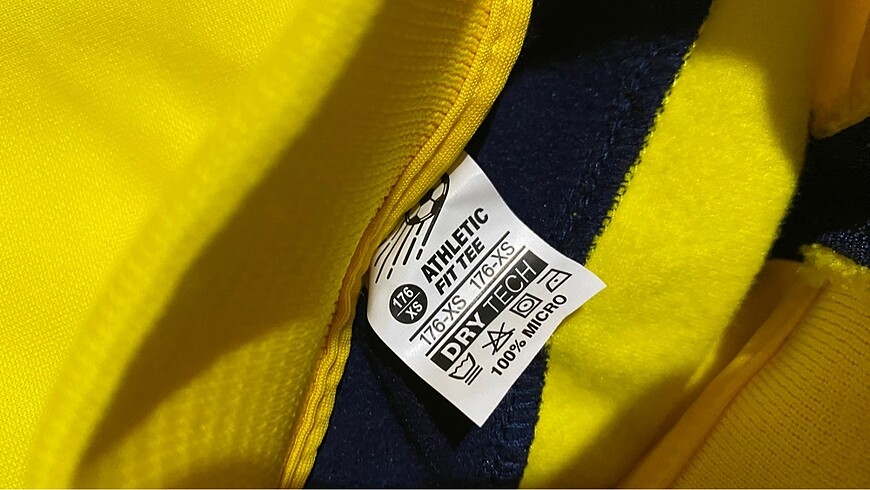 ATHLETIC
FIT TEE
176
XS
176-XS 176-XS
DRY TECH
100% MICRO